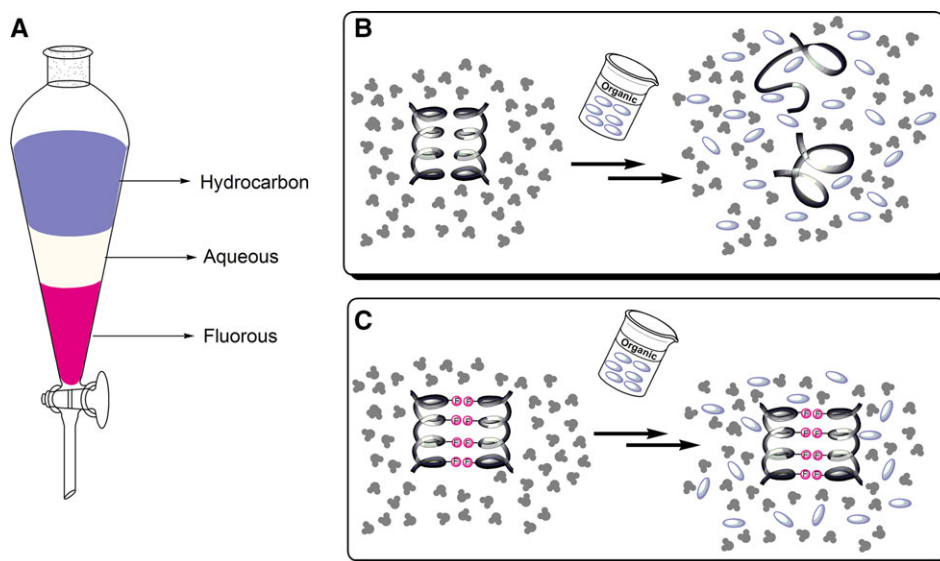 A
Hydrocarbon
Aqueous
Fluorous
B
Organic
C
Organic
F F
F F
F F
F F
F F
F F
F F
F F